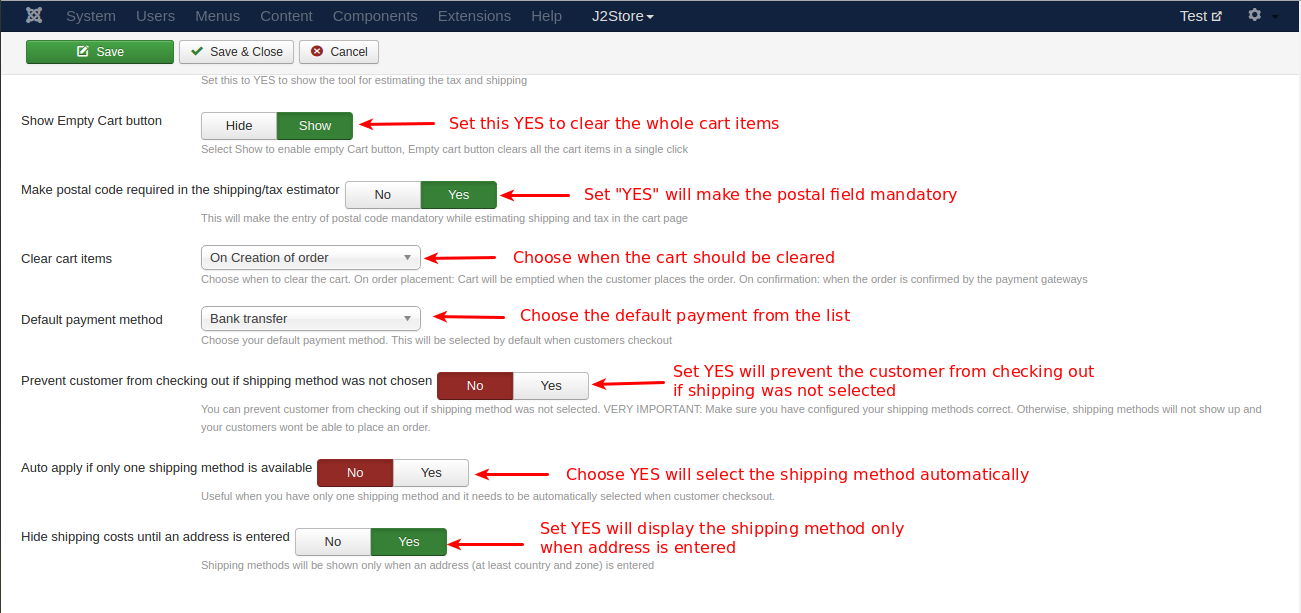 System Users Menus Content Components Extensions Help J2Store Test
Save Save & Close Cancel
Set this to YES to show the tool for estimating the tax and shipping
Show Empty Cart button Hide Show Set this YES to clear the whole cart items
Select Show to enable empty Cart button, Empty cart button clears all the cart items in a single click
Make postal code required in the shipping/tax estimator No Yes Set "YES" will make the postal field mandatory
This will make the entry of postal code mandatory while estimating shipping and tax in the cart page
Clear cart items On Creation of order Choose when the cart should be cleared
Choose when to clear the cart. On order placement: Cart will be emptied when the customer places the order. On confirmation: when the order is confirmed by the payment gateways
Default payment method Bank transfer Choose the default payment from the list
Choose your default payment method. This will be selected by default when customers checkout
Prevent customer from checking out if shipping method was not chosen No Yes Set YES will prevent the customer from checking out
if shipping was not selected
You can prevent customer from checking out if shipping method was not selected. VERY IMPORTANT: Make sure you have configured your shipping methods correct. Otherwise, shipping methods will not show up and
your customers wont be able to place an order.
Auto apply if only one shipping method is available No Yes Choose YES will select the shipping method automatically
Useful when you have only one shipping method and it needs to be automatically selected when customer checksout.
Hide shipping costs until an address is entered No Yes Set YES will display the shipping method only
when address is entered
Shipping methods will be shown only when an address (at least country and zone) is entered